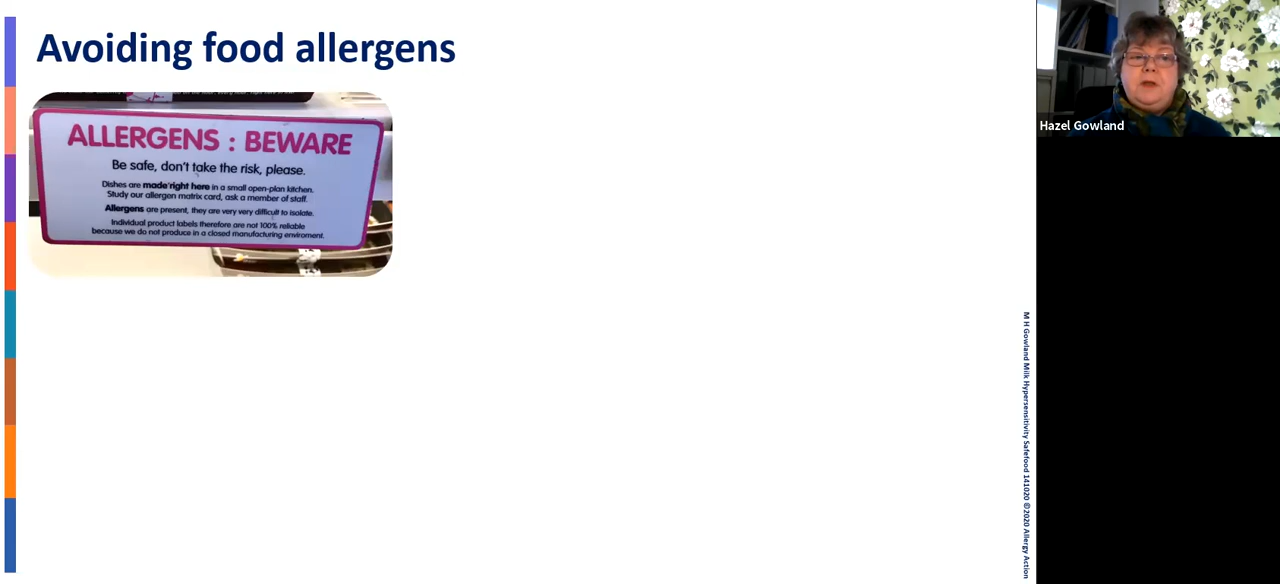 Avoiding food allergens
ALLERGENS : BEWARE
Be safe, don't take the risk, please.
Dishes are made right here in a small open-plan kitchen.
Study our allergen matrix card, ask a member of staff.
Allergens are present, they are very very difficult to isolate.
Individual product labels therefore are not 100% reliable
because we do not produce in a closed manufacturing enviroment.
Hazel Gowland
M H Gowland Milk Hypersensitivity Safefood 141020 ©2020 Allergy Action